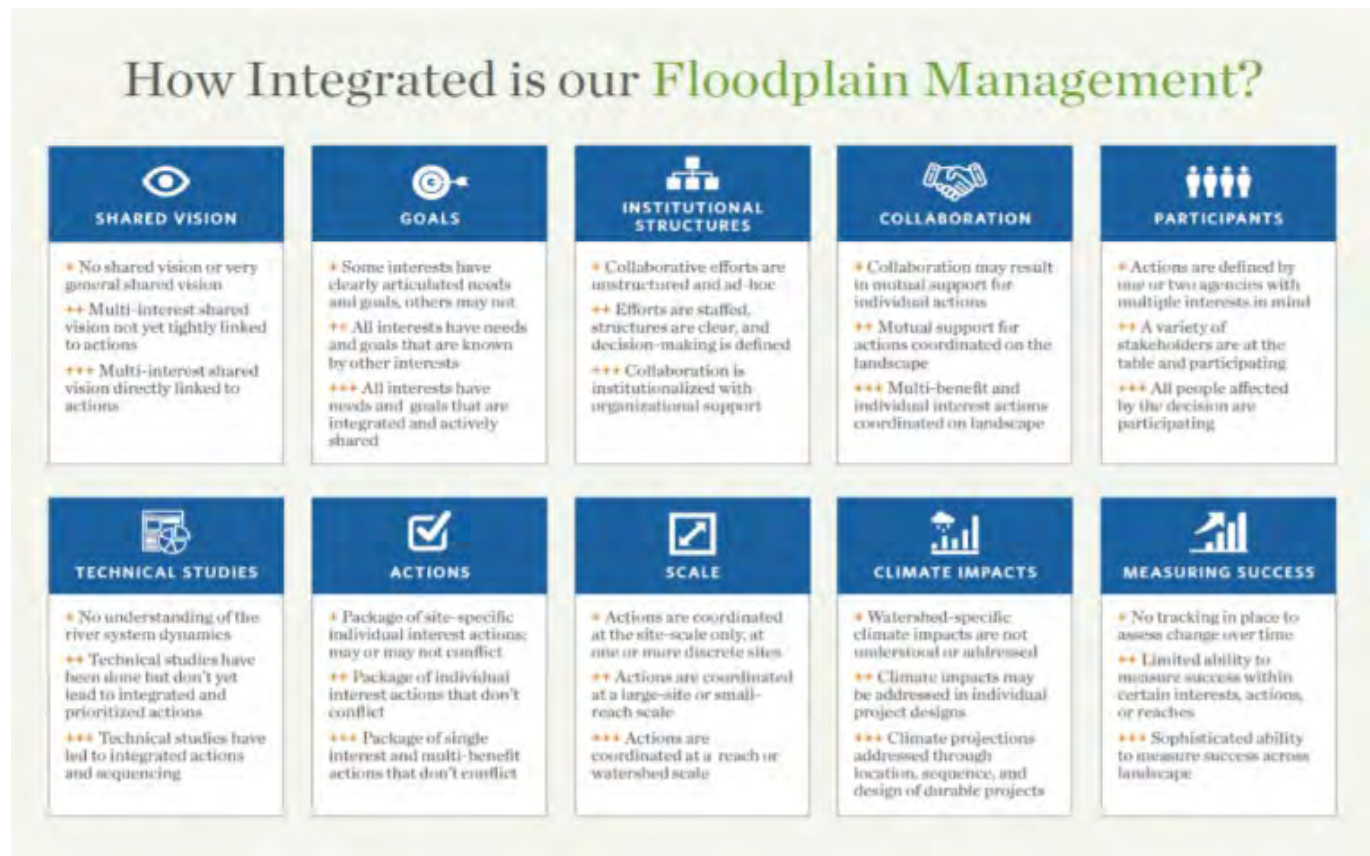 How Integrated is our Floodplain Management?
SHARED VISION
+ No shared vision or very
general shared vision
++ Multi-interest shared
vision not yet tightly linked
to actions
+++ Multi-interest shared
vision directly linked to
actions
GOALS
+ Some interests have
clearly articulated needs
and goals, others may not
++ All interests have needs
and goals that are known
by other interests
+++ All interests have
needs and goals that are
integrated and actively
shared
INSTITUTIONAL
STRUCTURES
+ Collaborative efforts are
unstructured and ad-hoc
++ Efforts are staffed,
structures are clear, and
decision-making is defined
+++ Collaboration is
institutionalized with
organizational support
COLLABORATION
+ Collaboration may result
in mutual support for
individual actions
++ Mutual support for
actions coordinated on the
landscape
+++ Multi-benefit and
individual interest actions
coordinated on landscape
PARTICIPANTS
+ Actions are defined by
one or two agencies with
multiple interests in mind
++ A variety of
stakeholders are at the
table and participating
+++ All people affected
by the decision are
participating
TECHNICAL STUDIES
+ No understanding of the
river system dynamics
++ Technical studies have
been done but don't yet
lead to integrated and
prioritized actions
+++ Technical studies have
led to integrated actions
and sequencing
ACTIONS
+ Package of site-specific
individual interest actions;
may or may not conflict
++ Package of individual
interest actions that don't
conflict
+++ Package of single
interest and multi-benefit
actions that don't conflict
SCALE
+ Actions are coordinated
at the site-scale only, at
one or more discrete sites
++ Actions are coordinated
at a large-site or small-
reach scale
+++ Actions are
coordinated at a reach or
watershed scale
CLIMATE IMPACTS
+ Watershed-specific
climate impacts are not
understood or addressed
++ Climate impacts may
be addressed in individual
project designs
+++ Climate projections
addressed through
location, sequence, and
design of durable projects
MEASURING SUCCESS
+ No tracking in place to
assess change over time
++ Limited ability to
measure success within
certain interests, actions,
or reaches
+++ Sophisticated ability
to measure success across
landscape